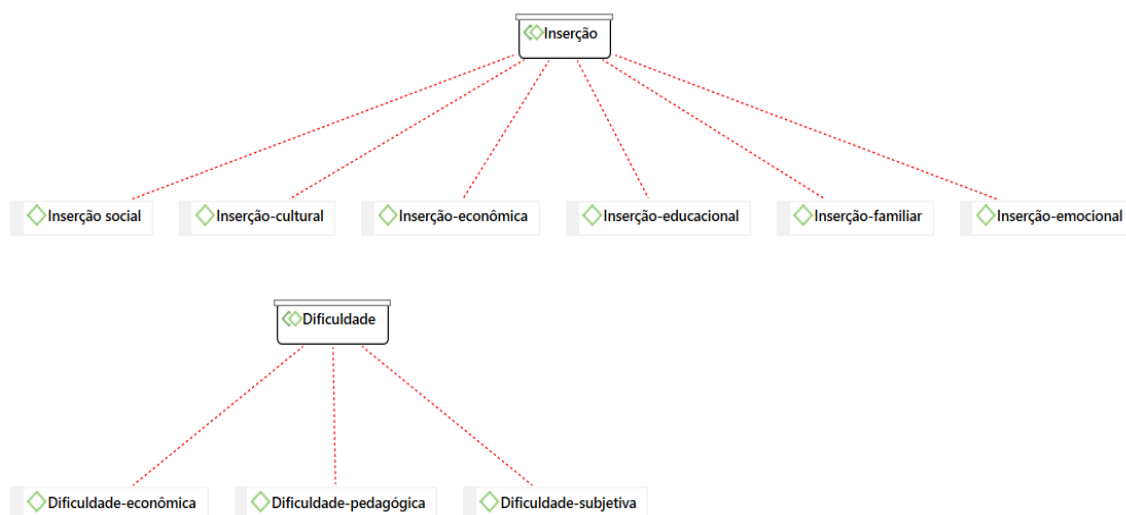 Inserção
Inserção social
Inserção-cultural
Inserção-econômica
Inserção-educacional
Inserção-familiar
Inserção-emocional
Dificuldade
Dificuldade-econômica
Dificuldade-pedagógica
Dificuldade-subjetiva